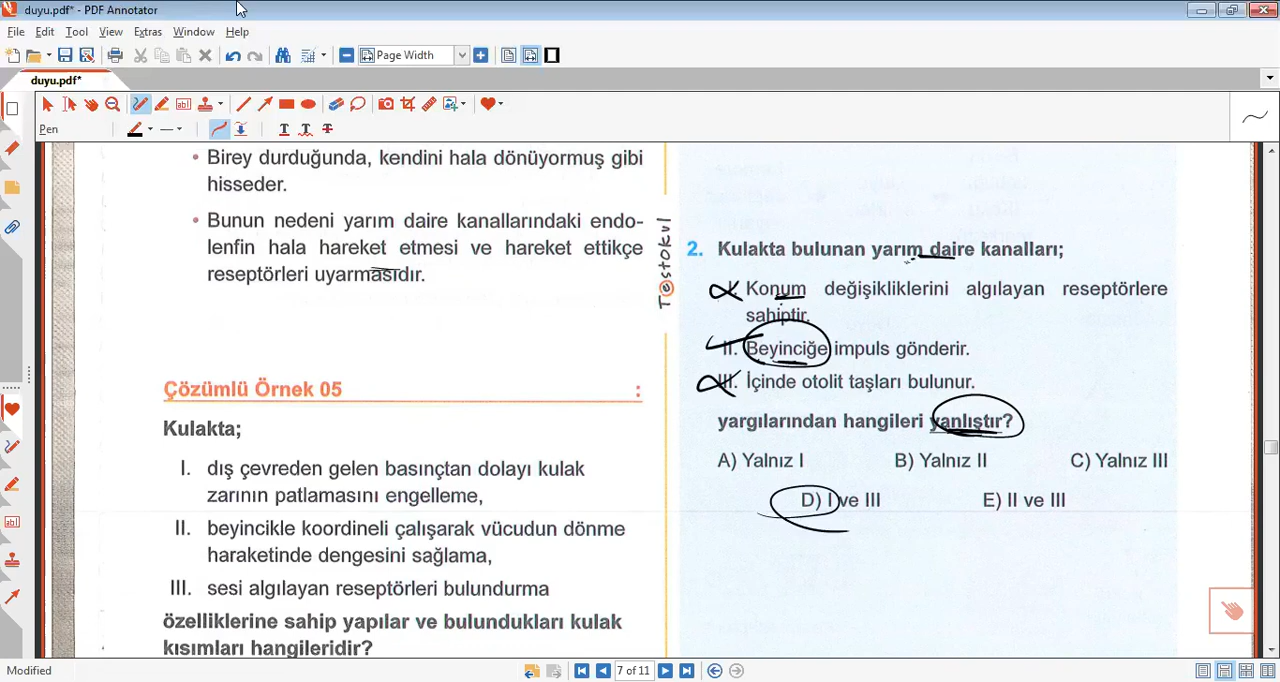 duyu.pdf* - PDF Annotator
File Edit Tool View Extras Window Help
Page Width
duyu.pdf*
Pen
• Birey durduğunda, kendini hala dönüyormuş gibi
hisseder.
• Bunun nedeni yarım daire kanallarındaki endo-
lenfin hala hareket etmesi ve hareket ettikçe
reseptörleri uyarmasıdır.
Çözümlü Örnek 05 :
Kulakta;
I. dış çevreden gelen basınçtan dolayı kulak
zarının patlamasını engelleme,
II. beyincikle koordineli çalışarak vücudun dönme
haraketinde dengesini sağlama,
III. sesi algılayan reseptörleri bulundurma
özelliklerine sahip yapılar ve bulundukları kulak
kısımları hangileridir?
Testokul
2. Kulakta bulunan yarım daire kanalları;
I. Konum değişikliklerini algılayan reseptörlere
sahiptir.
II. Beyinciğe impuls gönderir.
III. İçinde otolit taşları bulunur.
yargılarından hangileri yanlıştır?
A) Yalnız I B) Yalnız II C) Yalnız III
D) I ve III E) II ve III
Modified
7 of 11